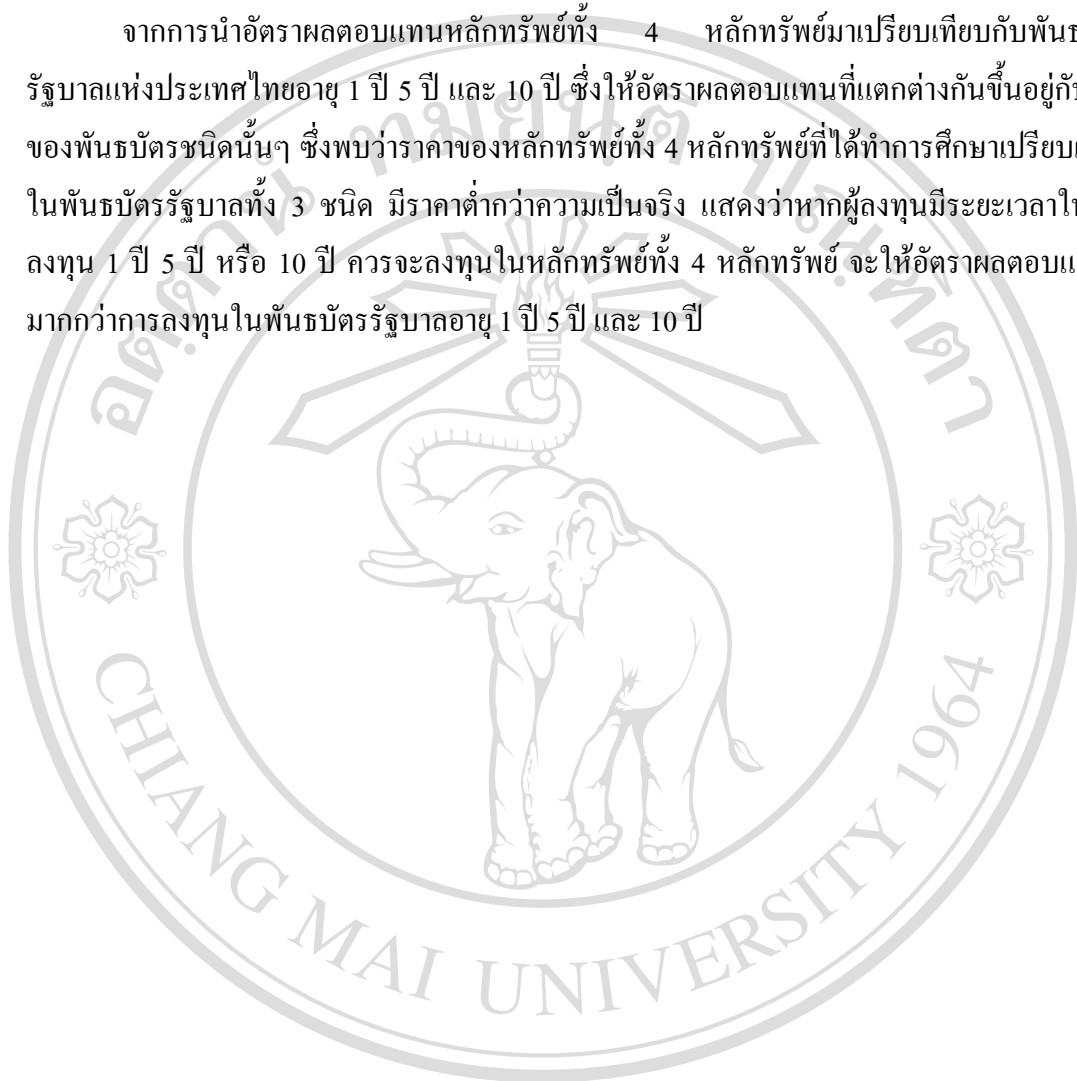 จากการนำอัตราผลตอบแทนหลักทรัพย์ทั้ง 4 หลักทรัพย์มาเปรียบเทียบกับพันธ
รัฐบาลแห่งประเทศไทยอายุ 1 ปี 5 ปี และ 10 ปี ซึ่งให้อัตราผลตอบแทนที่แตกต่างกันขึ้นอยู่กับ
ของพันธบัตรชนิดนั้นๆ ซึ่งพบว่าราคาของหลักทรัพย์ทั้ง 4 หลักทรัพย์ที่ได้ทำการศึกษาเปรียบเ
ในพันธบัตรรัฐบาลทั้ง 3 ชนิด มีราคาต่ำกว่าความเป็นจริง แสดงว่าหากผู้ลงทุนมีระยะเวลาใน
ลงทุน 1 ปี 5 ปี หรือ 10 ปี ควรจะลงทุนในหลักทรัพย์ทั้ง 4 หลักทรัพย์ จะให้อัตราผลตอบแ
มากกว่าการลงทุนในพันธบัตรรัฐบาลอายุ 1 ปี 5 ปี และ 10 ปี
อตฺตานํ ทมยนฺติ ปณฺฑิตา
CHIANG MAI UNIVERSITY 1964